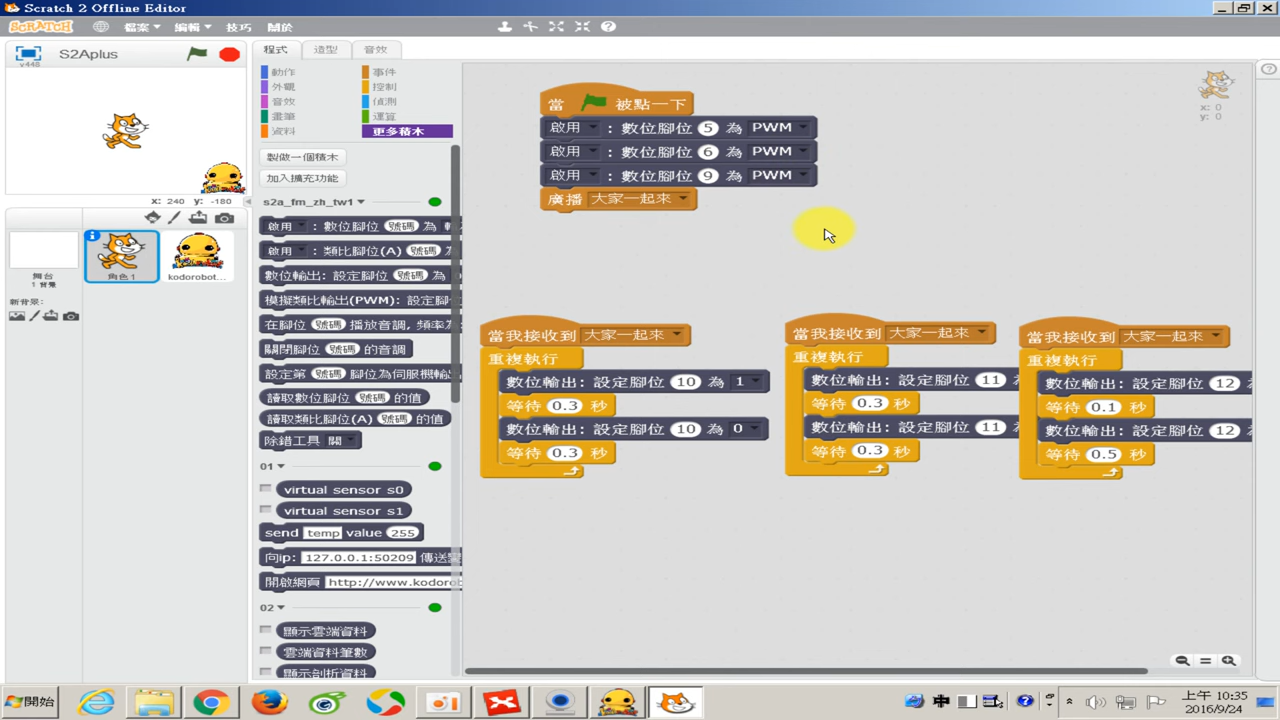 Scratch 2 Offline Editor
SCRATCH 檔案 編輯 技巧 關於
v448 S2Aplus
x: 240 y: -180
角色1
kodorobot...
舞台
1 背景
新背景:
程式 造型 音效
動作 事件
外觀 控制
音效 偵測
畫筆 運算
資料 更多積木
製做一個積木
加入擴充功能
s2a_fm_zh_tw1
啟用 : 數位腳位 號碼 為
啟用 : 類比腳位(A) 號碼 為
數位輸出: 設定腳位 號碼 為
模擬類比輸出(PWM): 設定腳
在腳位 號碼 播放音調, 頻率為
關閉腳位 號碼 的音調
設定第 號碼 腳位為伺服機輸
讀取數位腳位 號碼 的值
讀取類比腳位(A) 號碼 的值
除錯工具 關
01
virtual sensor s0
virtual sensor s1
send temp value 255
向ip: 127.0.0.1:50209 傳送
開啟網頁 http://www.kodorob
02
顯示雲端資料
雲端資料筆數
顯示剖析資料
當 被點一下
啟用 : 數位腳位 5 為 PWM
啟用 : 數位腳位 6 為 PWM
啟用 : 數位腳位 9 為 PWM
廣播 大家一起來
當我接收到 大家一起來
重複執行
數位輸出: 設定腳位 10 為 1
等待 0.3 秒
數位輸出: 設定腳位 10 為 0
等待 0.3 秒
當我接收到 大家一起來
重複執行
數位輸出: 設定腳位 11 為
等待 0.3 秒
數位輸出: 設定腳位 11 為
等待 0.3 秒
當我接收到 大家一起來
重複執行
數位輸出: 設定腳位 12
等待 0.1 秒
數位輸出: 設定腳位 12
等待 0.5 秒
x: 0
y: 0
開始
上午 10:35
2016/9/24